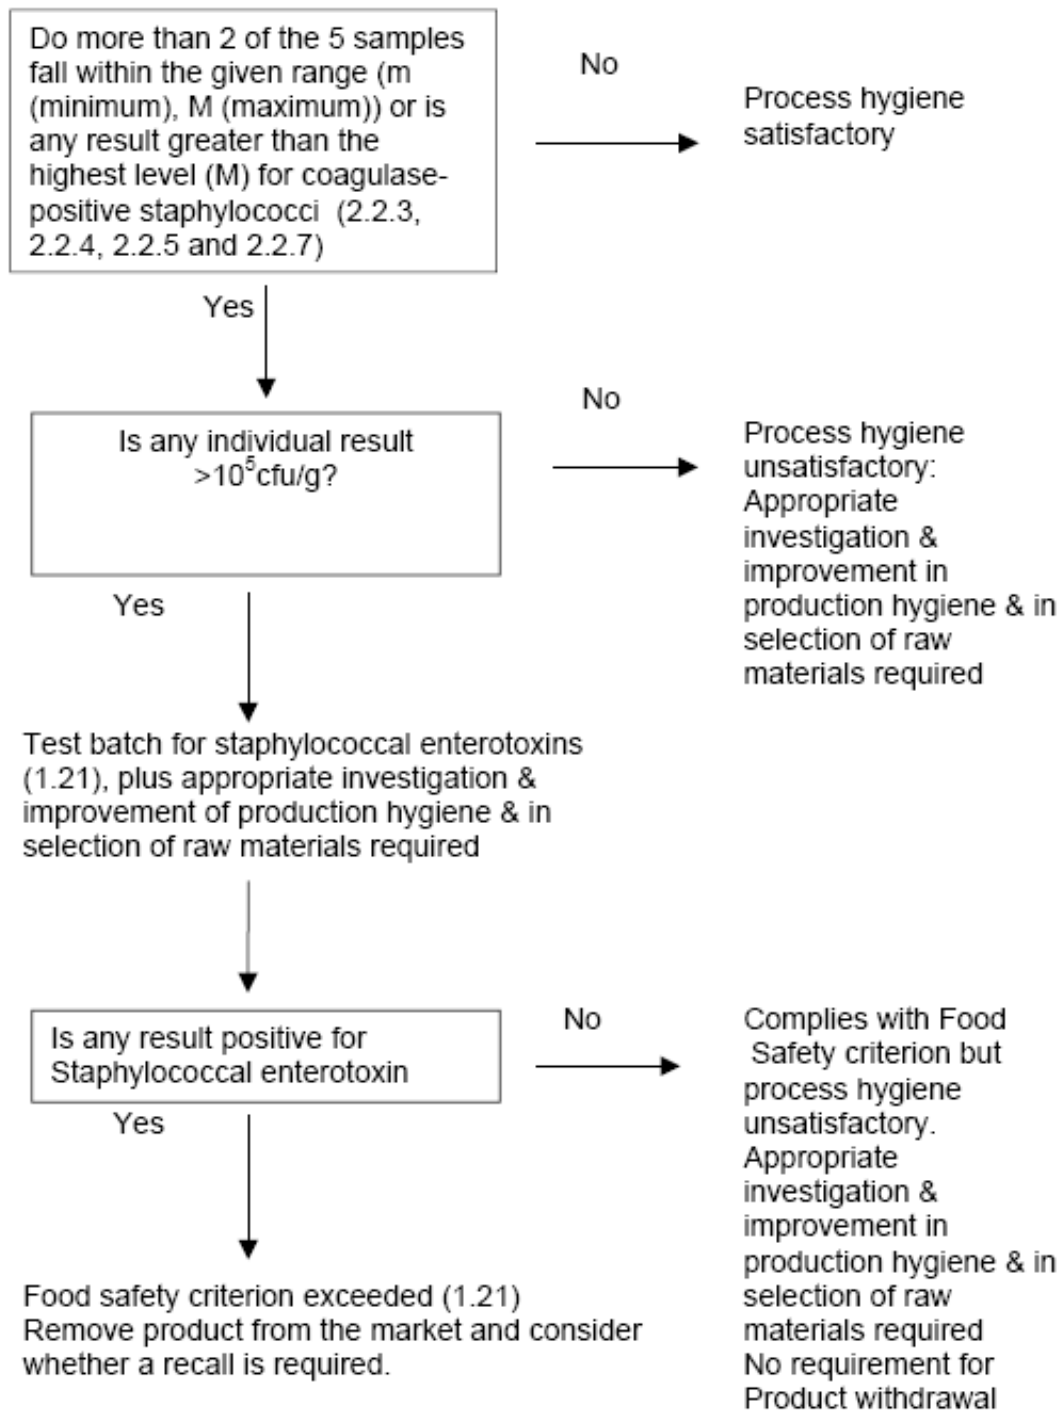 Do more than 2 of the 5 samples
fall within the given range (m
(minimum), M (maximum)) or is
any result greater than the
highest level (M) for coagulase-
positive staphylococci (2.2.3,
2.2.4, 2.2.5 and 2.2.7)
No
Process hygiene
satisfactory
Yes
Is any individual result
>10⁵cfu/g?
No
Process hygiene
unsatisfactory:
Appropriate
investigation &
improvement in
production hygiene & in
selection of raw
materials required
Yes
Test batch for staphylococcal enterotoxins
(1.21), plus appropriate investigation &
improvement of production hygiene & in
selection of raw materials required
Is any result positive for
Staphylococcal enterotoxin
No
Complies with Food
Safety criterion but
process hygiene
unsatisfactory.
Appropriate
investigation &
improvement in
production hygiene & in
selection of raw
materials required
No requirement for
Product withdrawal
Yes
Food safety criterion exceeded (1.21)
Remove product from the market and consider
whether a recall is required.